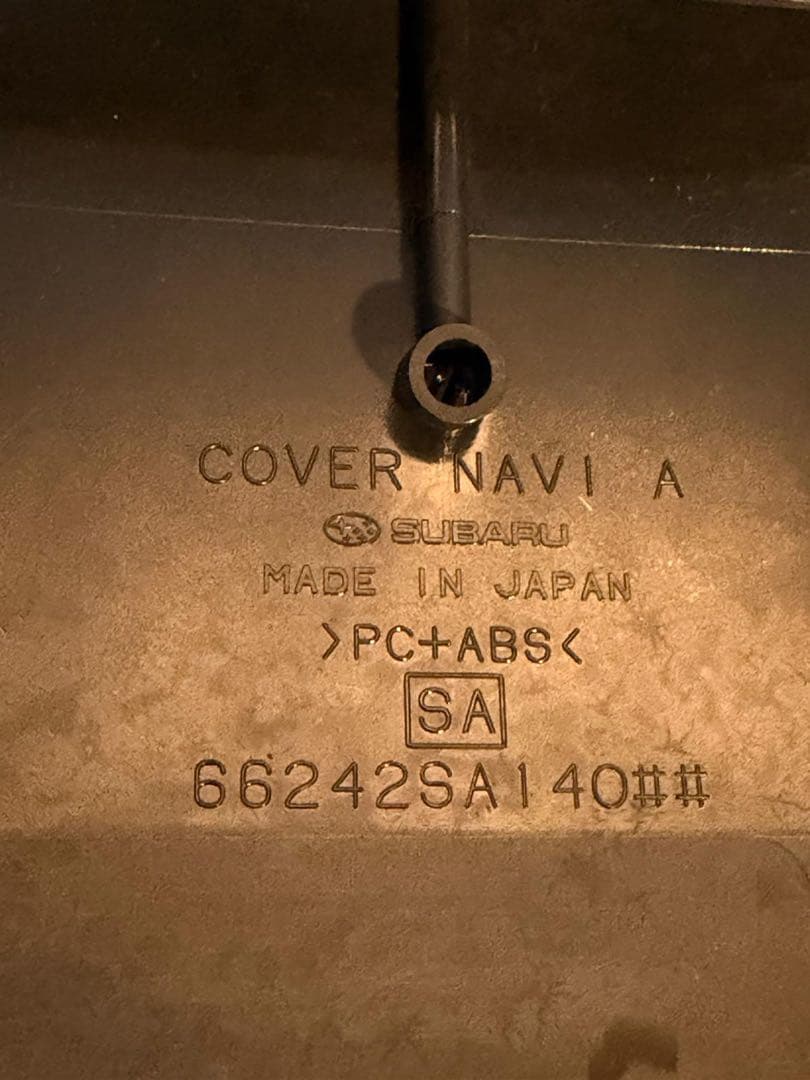 COVER NAVI A
SUBARU
MADE IN JAPAN
>PC+ABS<
SA
66242SA140##